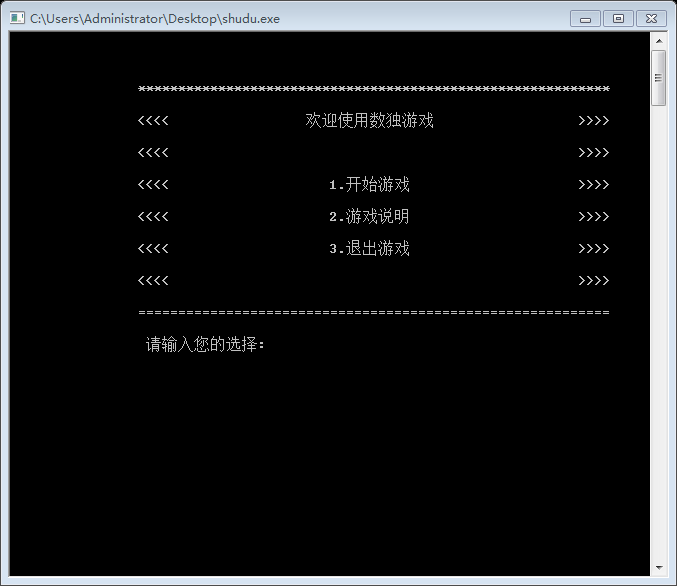 C:\Users\Administrator\Desktop\shudu.exe
***********************************************************
<<<< 欢迎使用数独游戏 >>>>
<<<< >>>>
<<<< 1.开始游戏 >>>>
<<<< 2.游戏说明 >>>>
<<<< 3.退出游戏 >>>>
<<<< >>>>
===========================================================
请输入您的选择: